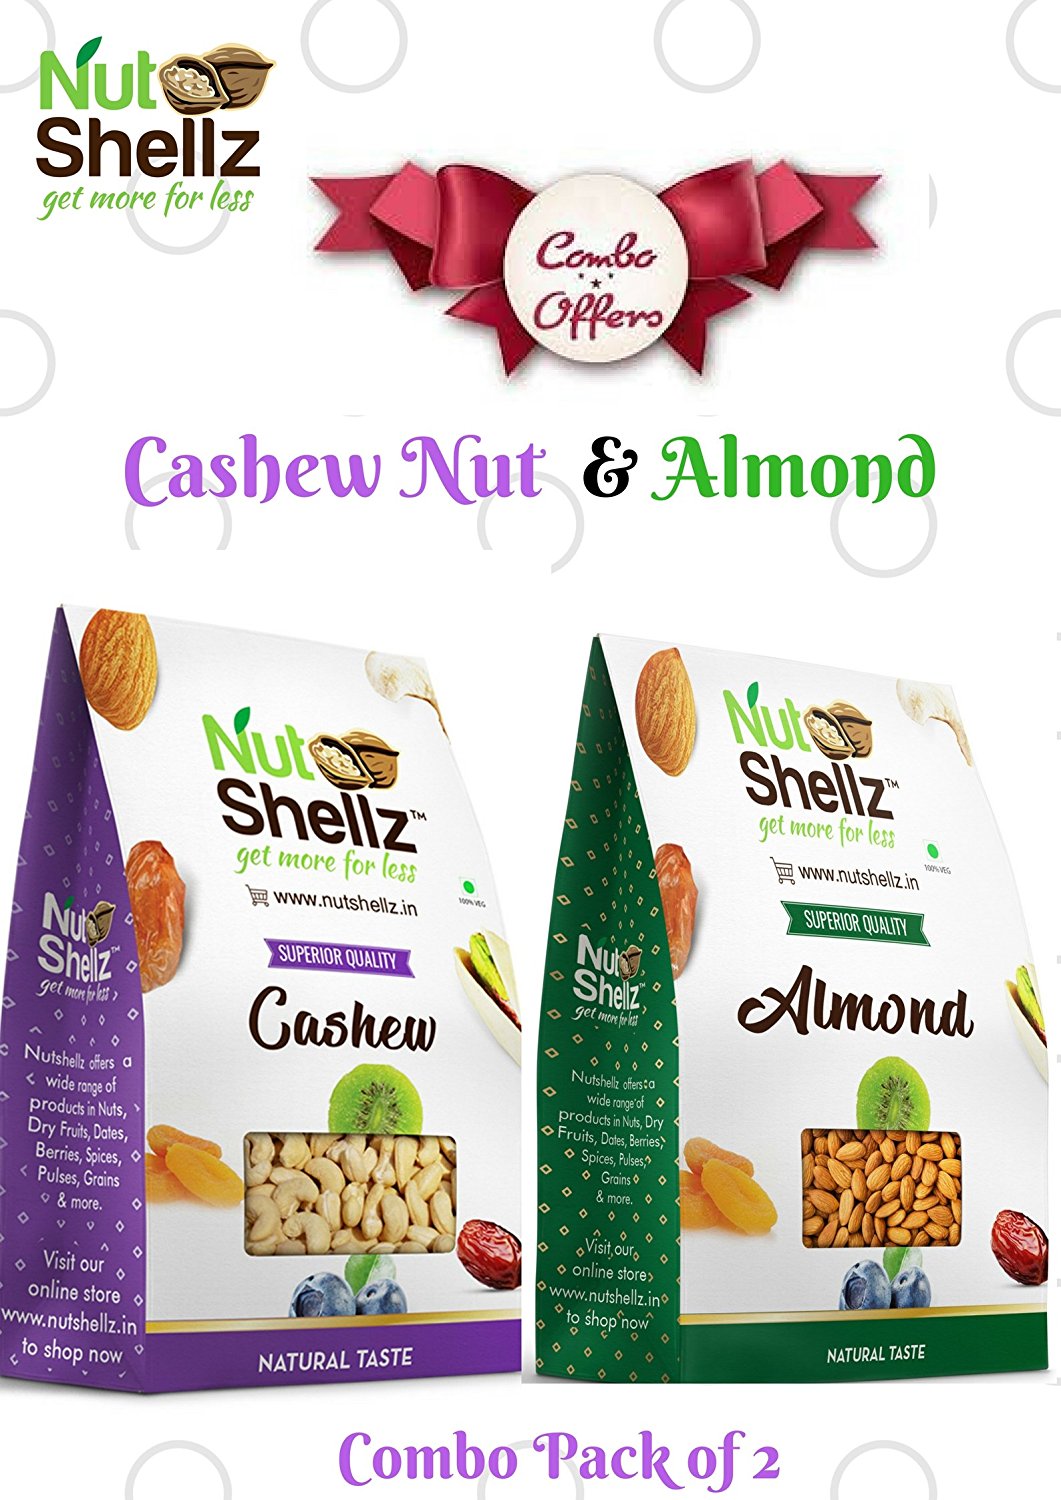 Nut
Shellz
get more for less
Combo
Offers
Cashew Nut & Almond
Nut
Shellz™
get more for less
www.nutshellz.in
100% VEG
SUPERIOR QUALITY
Cashew
NATURAL TASTE
Nut
Shellz™
get more for less
Nutshellz offers a
wide range of
products in Nuts,
Dry Fruits, Dates,
Berries, Spices,
Pulses, Grains
& more.
Visit our
online store
www.nutshellz.in
to shop now
Nut
Shellz™
get more for less
www.nutshellz.in
100% VEG
SUPERIOR QUALITY
Almond
NATURAL TASTE
Nut
Shellz™
get more for less
Nutshellz offers a
wide range of
products in Nuts, Dry
Fruits, Dates, Berries,
Spices, Pulses,
Grains
& more.
Visit our
online store
www.nutshellz.in
to shop now
Combo Pack of 2